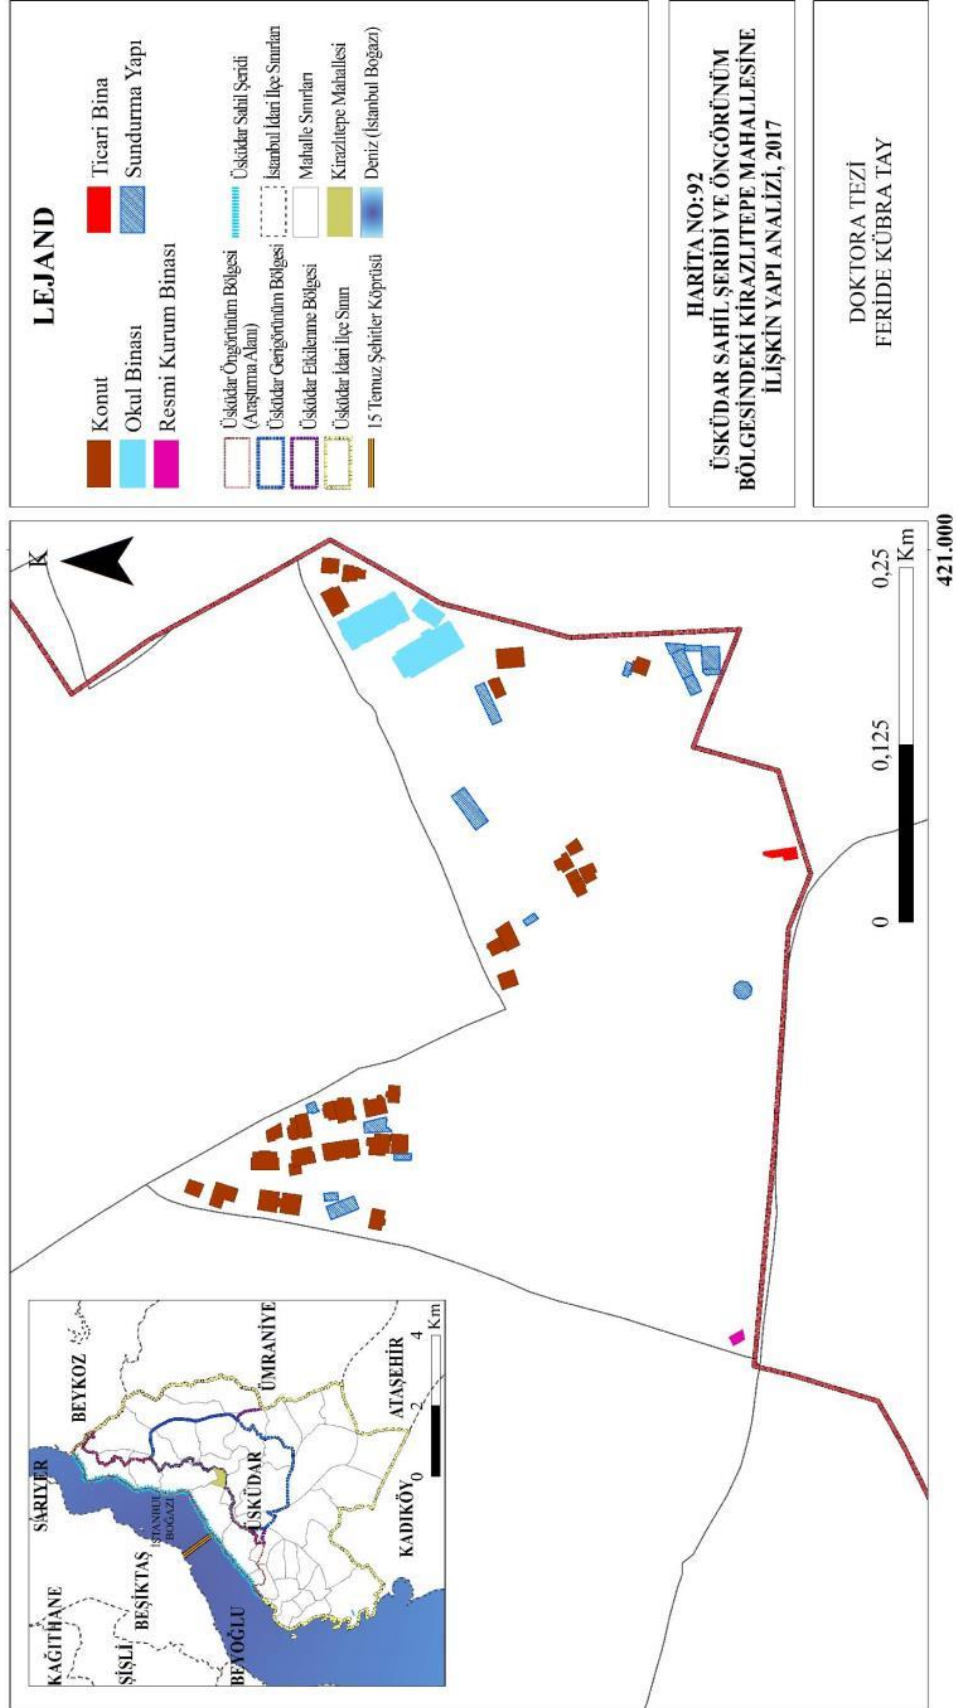 LEJAND
Konut
Ticari Bina
Okul Binası
Sundurma Yapı
Resmi Kurum Binası
Üsküdar Öngörünüm Bölgesi
(Araştırma Alanı)
Üsküdar Sahil Şeridi
Üsküdar Gerigörünüm Bölgesi
İstanbul İdari İlçe Sınırları
Üsküdar Etkilenme Bölgesi
Mahalle Sınırları
Üsküdar İdari İlçe Sınırı
Kirazlıtepe Mahallesi
15 Temuz Şehitler Köprüsü
Deniz (İstanbul Boğazı)
HARİTA NO:92
ÜSKÜDAR SAHİL ŞERİDİ VE ÖNGÖRÜNÜM
BÖLGESİNDEKİ KİRAZLITEPE MAHALLESİNE
İLİŞKİN YAPI ANALİZİ, 2017
DOKTORA TEZİ
FERİDE KÜBRA TAY
K
0 0,125 0,25
Km
421.000
KAĞITHANE
SARIYER
BEYKOZ
ŞİŞLİ
BEŞİKTAŞ
İSTANBUL
BOĞAZI
BEYOĞLU
ÜSKÜDAR
ÜMRANİYE
KADIKÖY
ATAŞEHİR
0 2 4
Km